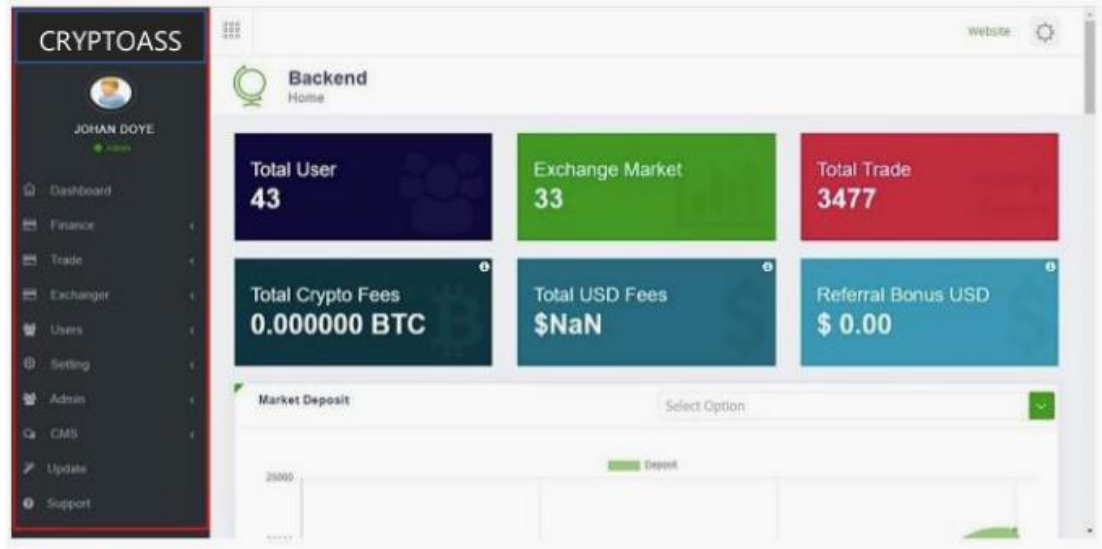 CRYPTOASS
JOHAN DOYE
Admin
Dashboard
Finance
Trade
Exchanger
Users
Setting
Admin
CMS
Update
Support
Website
Backend
Home
Total User
43
Exchange Market
33
Total Trade
3477
Total Crypto Fees
0.000000 BTC
Total USD Fees
$NaN
Referral Bonus USD
$ 0.00
Market Deposit
Select Option
Deposit
25000